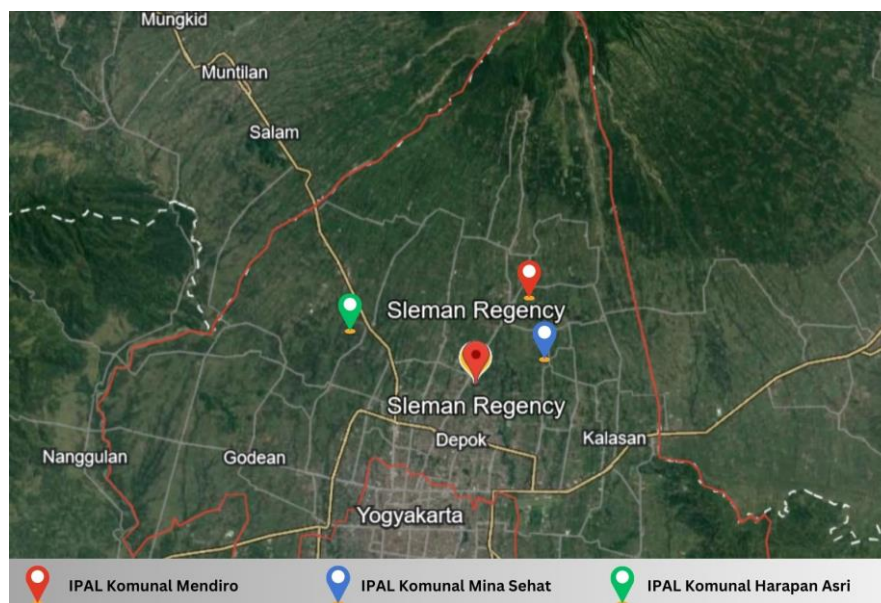 Mungkid
Muntilan
Salam
Sleman Regency
Sleman Regency
Depok
Kalasan
Nanggulan
Godean
Yogyakarta
IPAL Komunal Mendiro
IPAL Komunal Mina Sehat
IPAL Komunal Harapan Asri